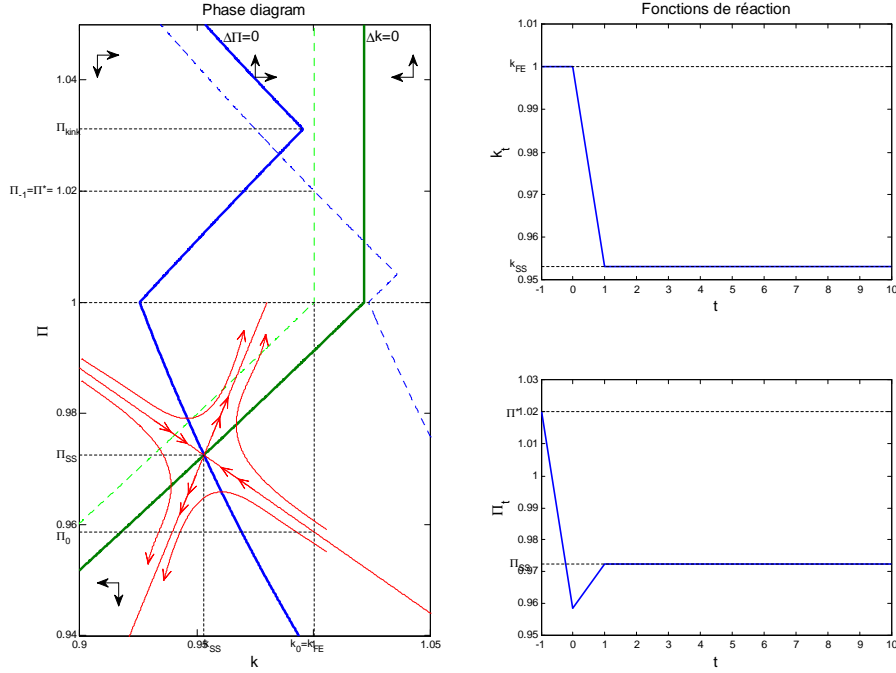 Phase diagram
ΔΠ=0
Δk=0
1.04
Π_kink
Π_-1=Π*= 1.02
1
0.98
Π_SS
0.96
Π_0
0.94
Π
0.9
0.95
k_SS
k_0=k_FE
1.05
k
Fonctions de réaction
1.01
k_FE
1
0.99
0.98
0.97
0.96
k_SS
0.95
k_t
-1 0 1 2 3 4 5 6 7 8 9 10
t
1.03
Π*
1.02
1.01
1
0.99
0.98
Π_SS
0.97
0.96
0.95
Π_t
-1 0 1 2 3 4 5 6 7 8 9 10
t